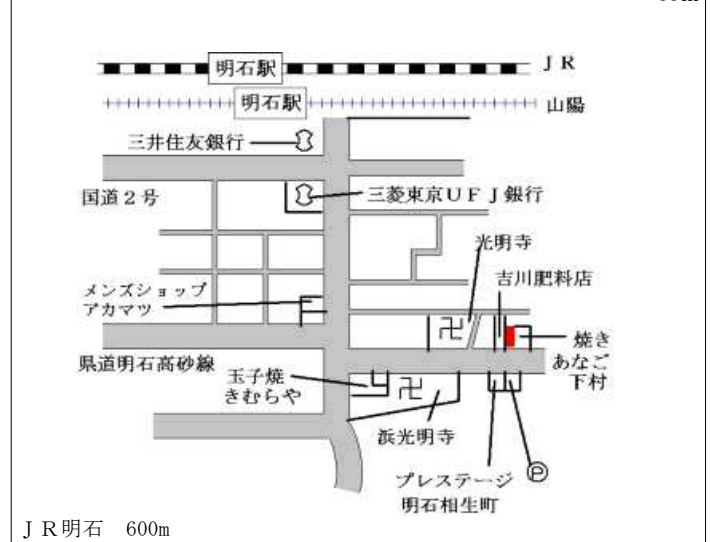 明石駅
ＪＲ
明石駅
山陽
三井住友銀行
国道２号
三菱東京ＵＦＪ銀行
光明寺
吉川肥料店
メンズショップ
アカマツ
焼き
あなご
下村
県道明石高砂線
玉子焼
きむらや
浜光明寺
プレステージ
明石相生町
Ⓟ
ＪＲ明石　600m